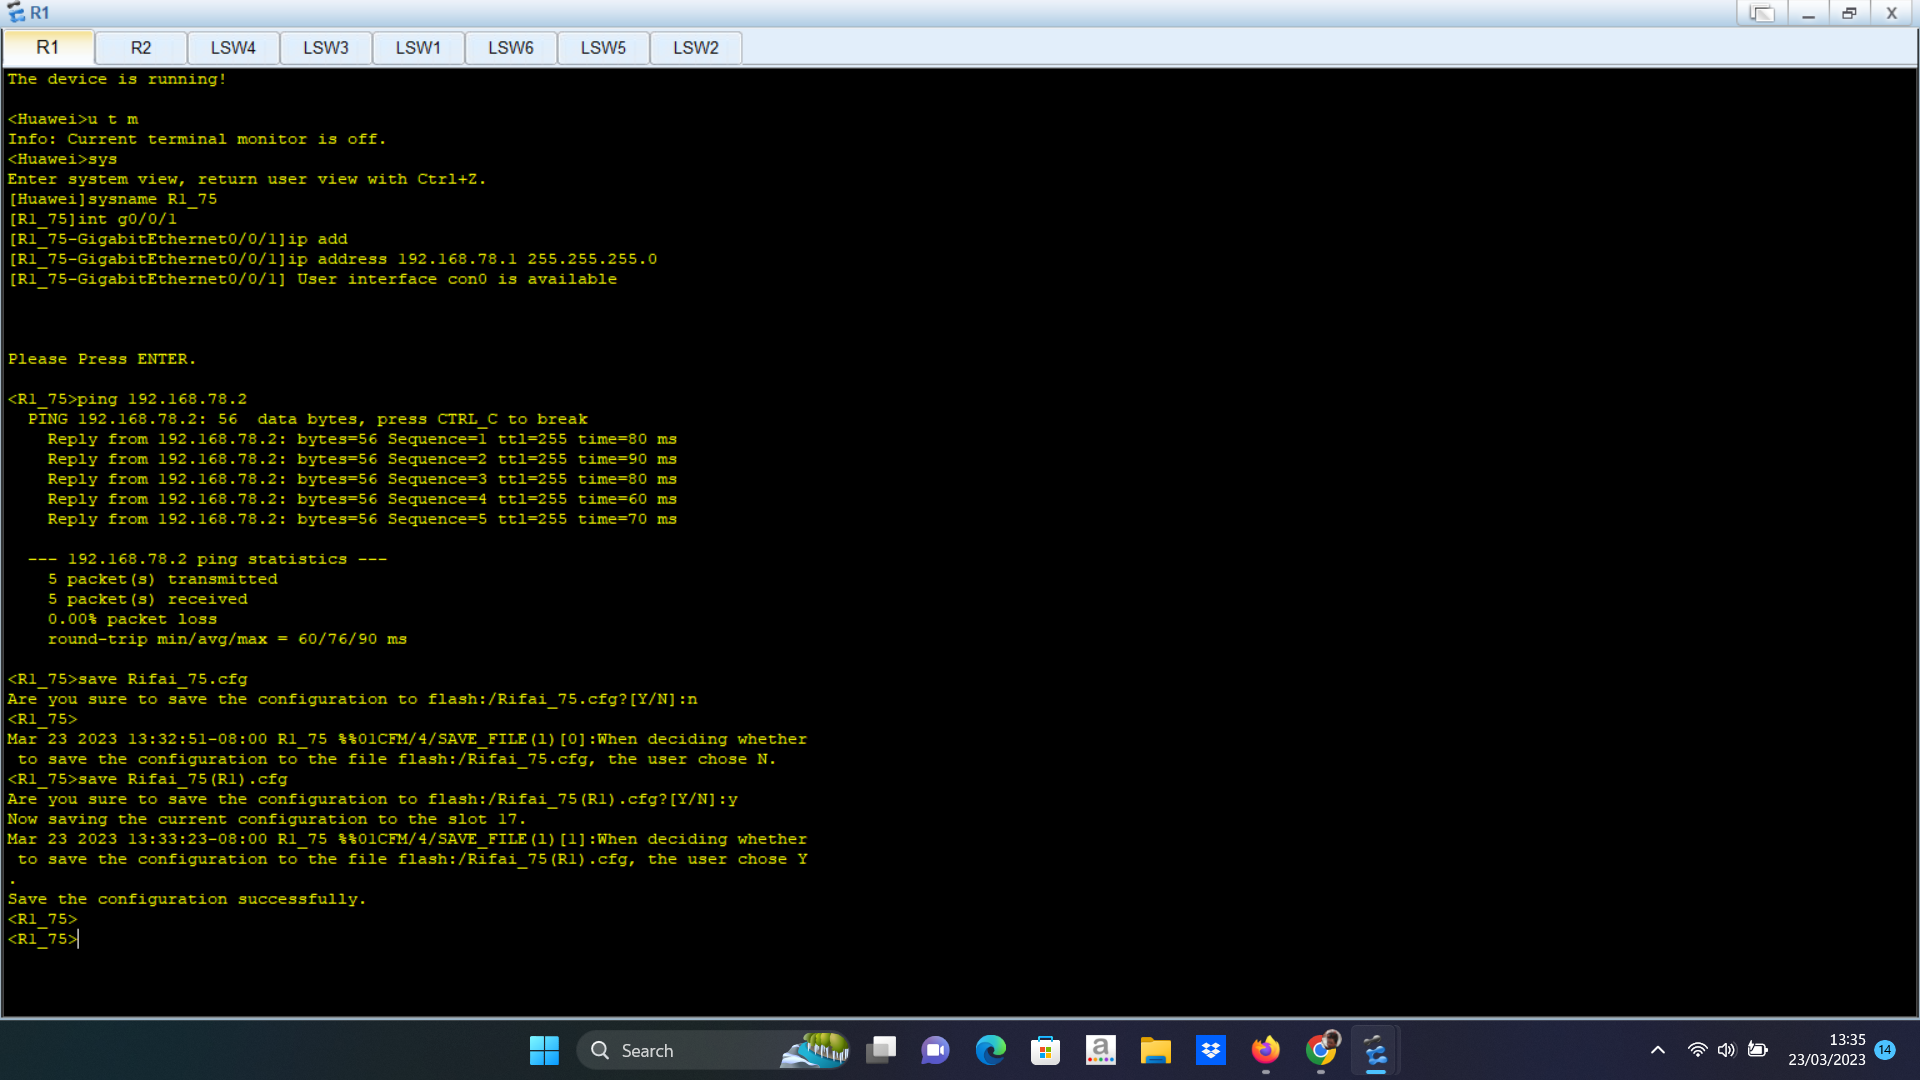 R1
R1 R2 LSW4 LSW3 LSW1 LSW6 LSW5 LSW2
The device is running!
<Huawei>u t m
Info: Current terminal monitor is off.
<Huawei>sys
Enter system view, return user view with Ctrl+Z.
[Huawei]sysname R1_75
[R1_75]int g0/0/1
[R1_75-GigabitEthernet0/0/1]ip add
[R1_75-GigabitEthernet0/0/1]ip address 192.168.78.1 255.255.255.0
[R1_75-GigabitEthernet0/0/1] User interface con0 is available
Please Press ENTER.
<R1_75>ping 192.168.78.2
PING 192.168.78.2: 56  data bytes, press CTRL_C to break
Reply from 192.168.78.2: bytes=56 Sequence=1 ttl=255 time=80 ms
Reply from 192.168.78.2: bytes=56 Sequence=2 ttl=255 time=90 ms
Reply from 192.168.78.2: bytes=56 Sequence=3 ttl=255 time=80 ms
Reply from 192.168.78.2: bytes=56 Sequence=4 ttl=255 time=60 ms
Reply from 192.168.78.2: bytes=56 Sequence=5 ttl=255 time=70 ms
--- 192.168.78.2 ping statistics ---
5 packet(s) transmitted
5 packet(s) received
0.00% packet loss
round-trip min/avg/max = 60/76/90 ms
<R1_75>save Rifai_75.cfg
Are you sure to save the configuration to flash:/Rifai_75.cfg?[Y/N]:n
<R1_75>
Mar 23 2023 13:32:51-08:00 R1_75 %%01CFM/4/SAVE_FILE(l)[0]:When deciding whether
to save the configuration to the file flash:/Rifai_75.cfg, the user chose N.
<R1_75>save Rifai_75(R1).cfg
Are you sure to save the configuration to flash:/Rifai_75(R1).cfg?[Y/N]:y
Now saving the current configuration to the slot 17.
Mar 23 2023 13:33:23-08:00 R1_75 %%01CFM/4/SAVE_FILE(l)[1]:When deciding whether
to save the configuration to the file flash:/Rifai_75(R1).cfg, the user chose Y
.
Save the configuration successfully.
<R1_75>
<R1_75>
Search
a
13:35
23/03/2023
14